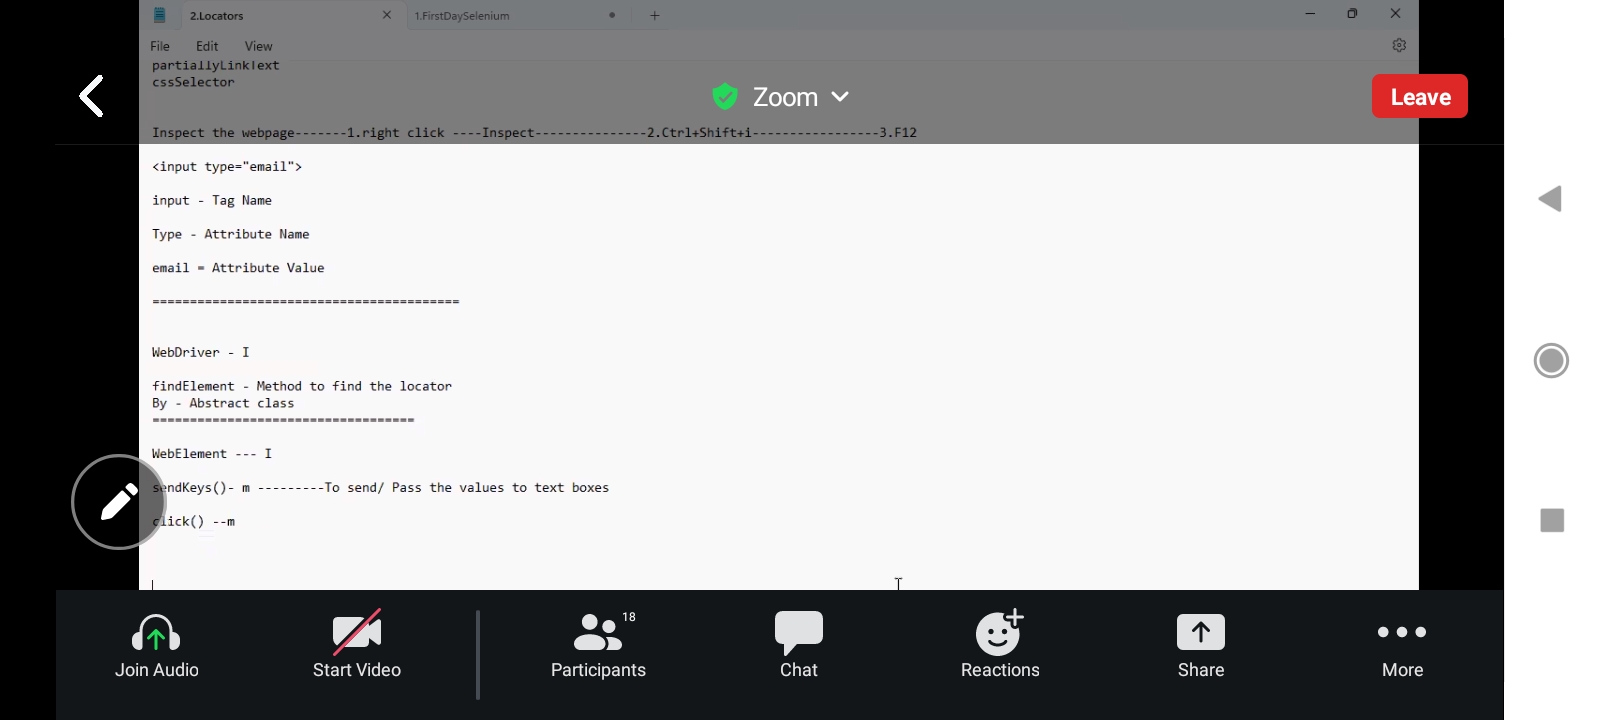 2.Locators
1.FirstDaySelenium
File Edit View
partiallyLinkText
cssSelector
Zoom
Leave
Inspect the webpage-------1.right click ----Inspect---------------2.Ctrl+Shift+i-----------------3.F12
<input type="email">
input - Tag Name
Type - Attribute Name
email = Attribute Value
=========================================
WebDriver - I
findElement - Method to find the locator
By - Abstract class
===================================
WebElement --- I
sendKeys()- m ---------To send/ Pass the values to text boxes
click() --m
18
Join Audio Start Video Participants Chat Reactions Share More